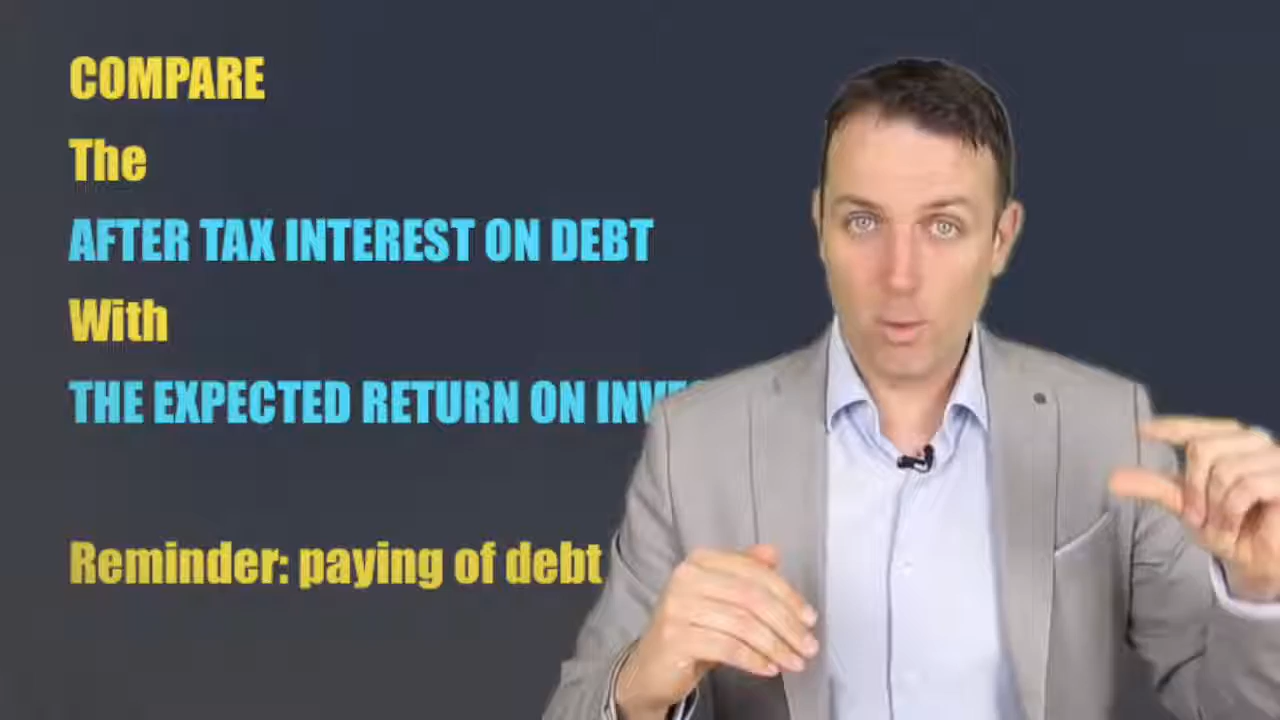 COMPARE
The
AFTER TAX INTEREST ON DEBT
With
THE EXPECTED RETURN ON
Reminder: paying of debt